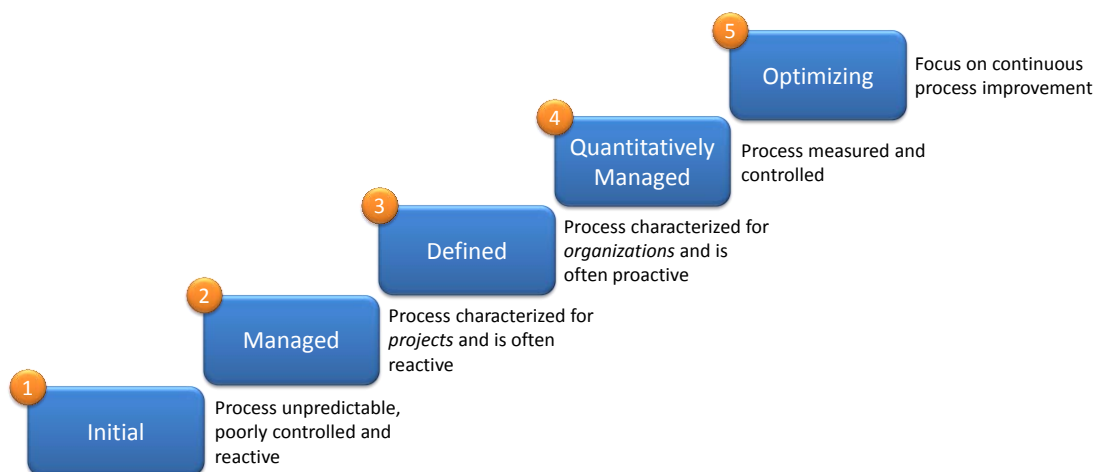 5
Optimizing
Focus on continuous
process improvement
4
Quantitatively
Managed
Process measured and
controlled
3
Defined
Process characterized for
organizations and is
often proactive
2
Managed
Process characterized for
projects and is often
reactive
1
Initial
Process unpredictable,
poorly controlled and
reactive